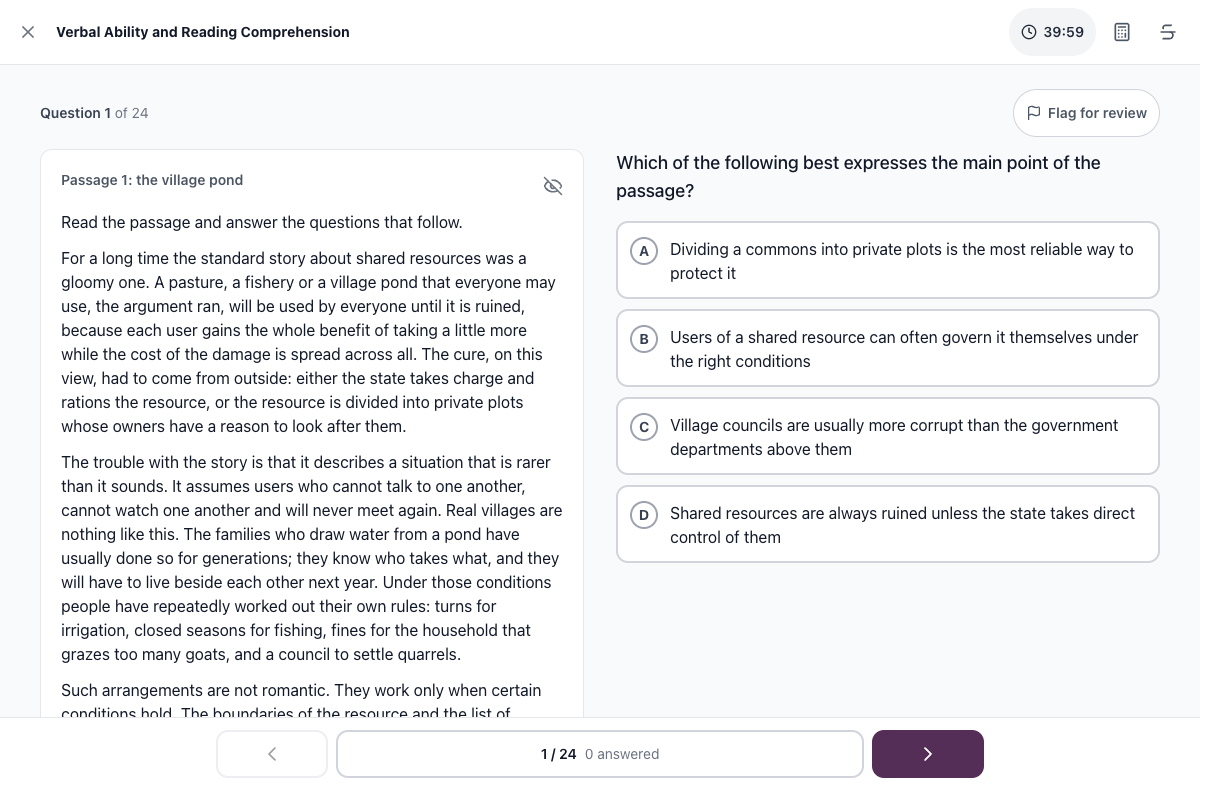 Verbal Ability and Reading Comprehension
39:59
Question 1 of 24
Flag for review
Passage 1: the village pond
Read the passage and answer the questions that follow.
For a long time the standard story about shared resources was a
gloomy one. A pasture, a fishery or a village pond that everyone may
use, the argument ran, will be used by everyone until it is ruined,
because each user gains the whole benefit of taking a little more
while the cost of the damage is spread across all. The cure, on this
view, had to come from outside: either the state takes charge and
rations the resource, or the resource is divided into private plots
whose owners have a reason to look after them.
The trouble with the story is that it describes a situation that is rarer
than it sounds. It assumes users who cannot talk to one another,
cannot watch one another and will never meet again. Real villages are
nothing like this. The families who draw water from a pond have
usually done so for generations; they know who takes what, and they
will have to live beside each other next year. Under those conditions
people have repeatedly worked out their own rules: turns for
irrigation, closed seasons for fishing, fines for the household that
grazes too many goats, and a council to settle quarrels.
Such arrangements are not romantic. They work only when certain
conditions hold. The boundaries of the resource and the list of
Which of the following best expresses the main point of the
passage?
A
Dividing a commons into private plots is the most reliable way to
protect it
B
Users of a shared resource can often govern it themselves under
the right conditions
C
Village councils are usually more corrupt than the government
departments above them
D
Shared resources are always ruined unless the state takes direct
control of them
1 / 24 0 answered